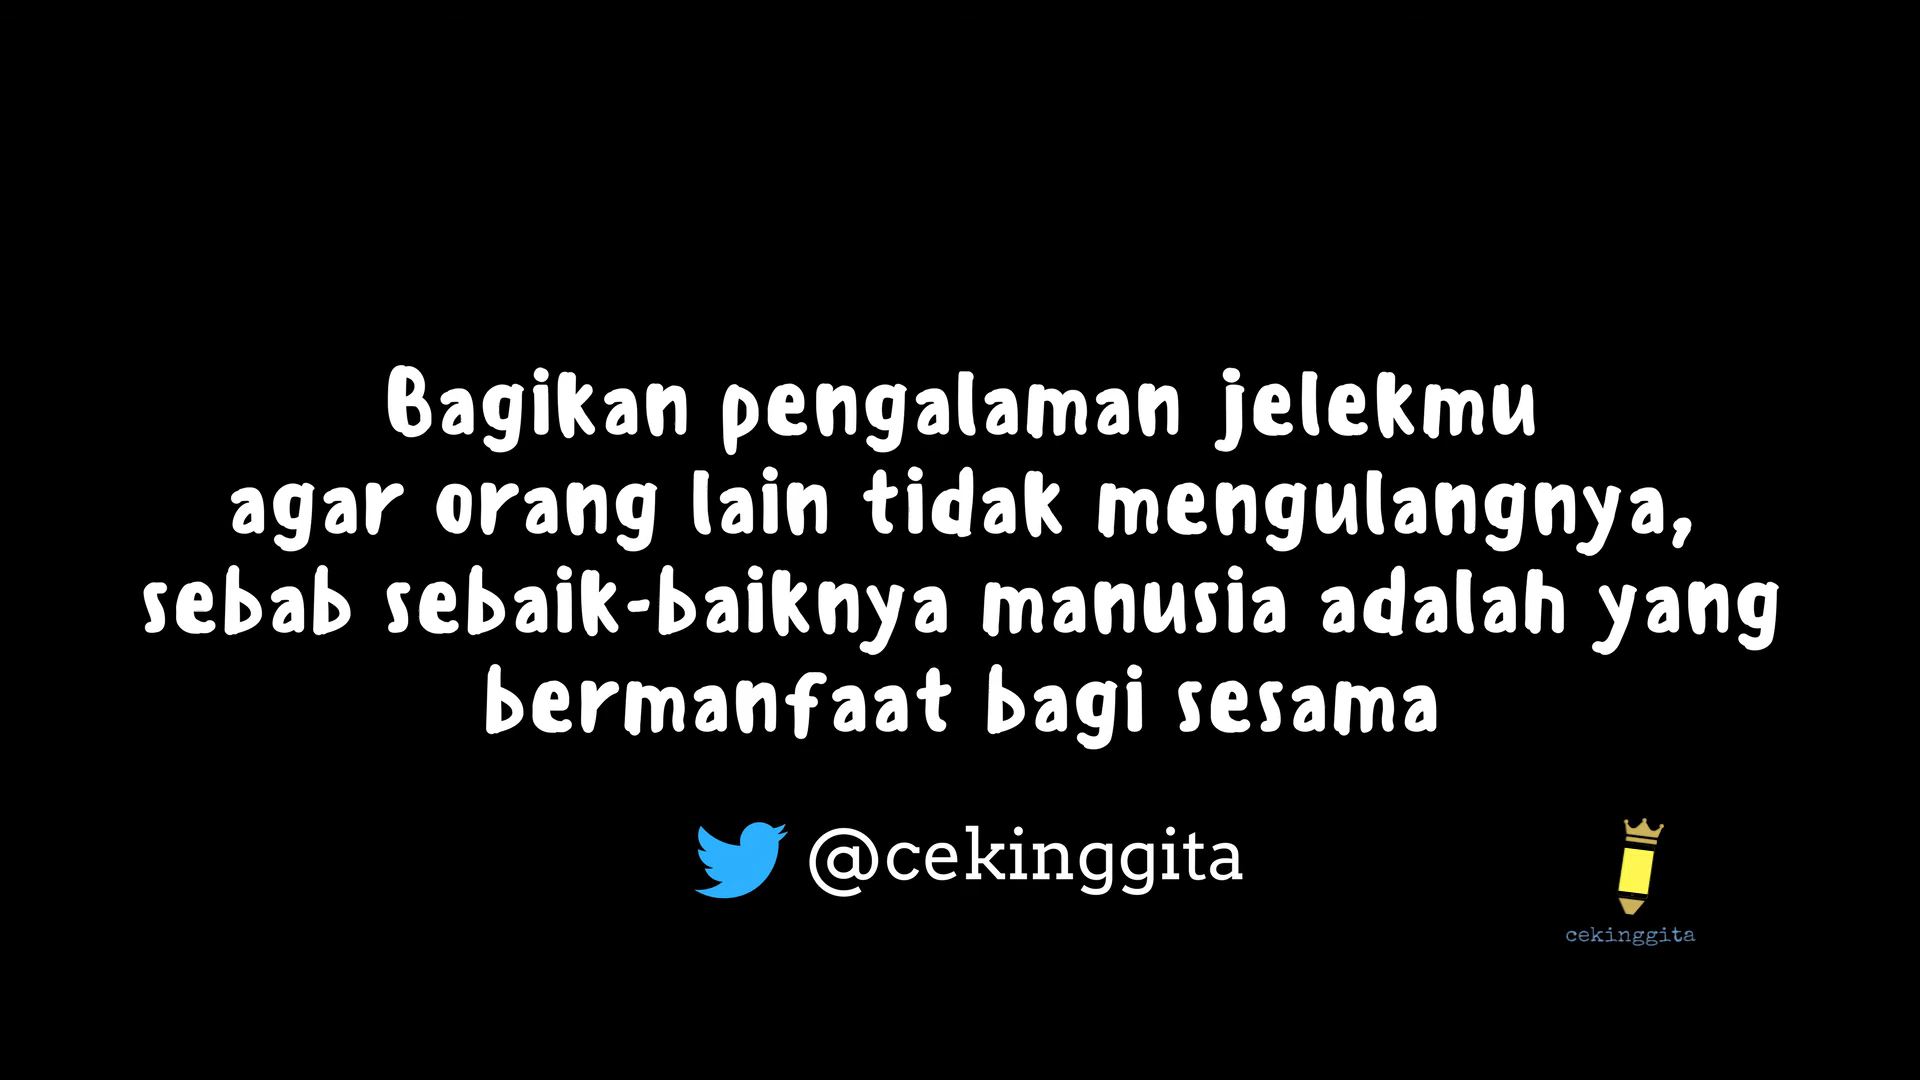 Bagikan pengalaman jelekmu
agar orang lain tidak mengulangnya,
sebab sebaik-baiknya manusia adalah yang
bermanfaat bagi sesama
@cekinggita
cekinggita